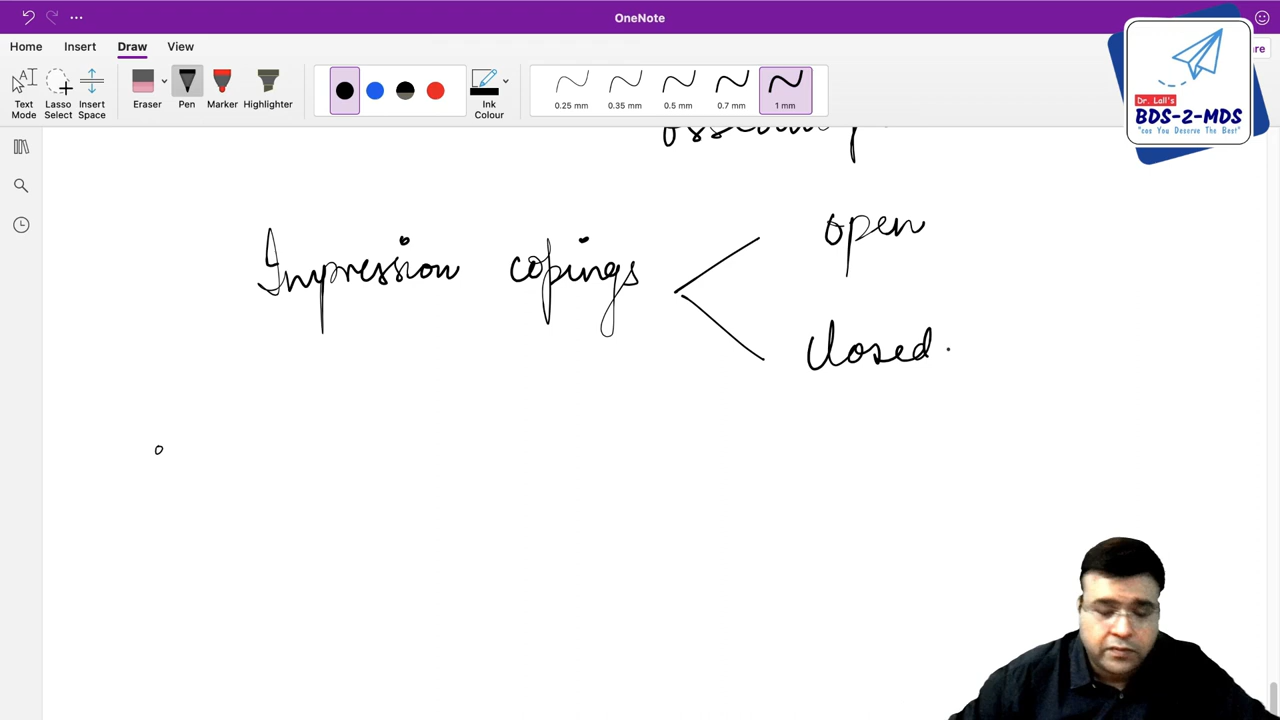 OneNote
Home Insert Draw View
Text Mode
Lasso Select
Insert Space
Eraser
Pen
Marker
Highlighter
Ink Colour
0.25 mm
0.35 mm
0.5 mm
0.7 mm
1 mm
Dr. Lall's
BDS-2-MDS
"cos You Deserve The Best"
Impression copings
open
closed.